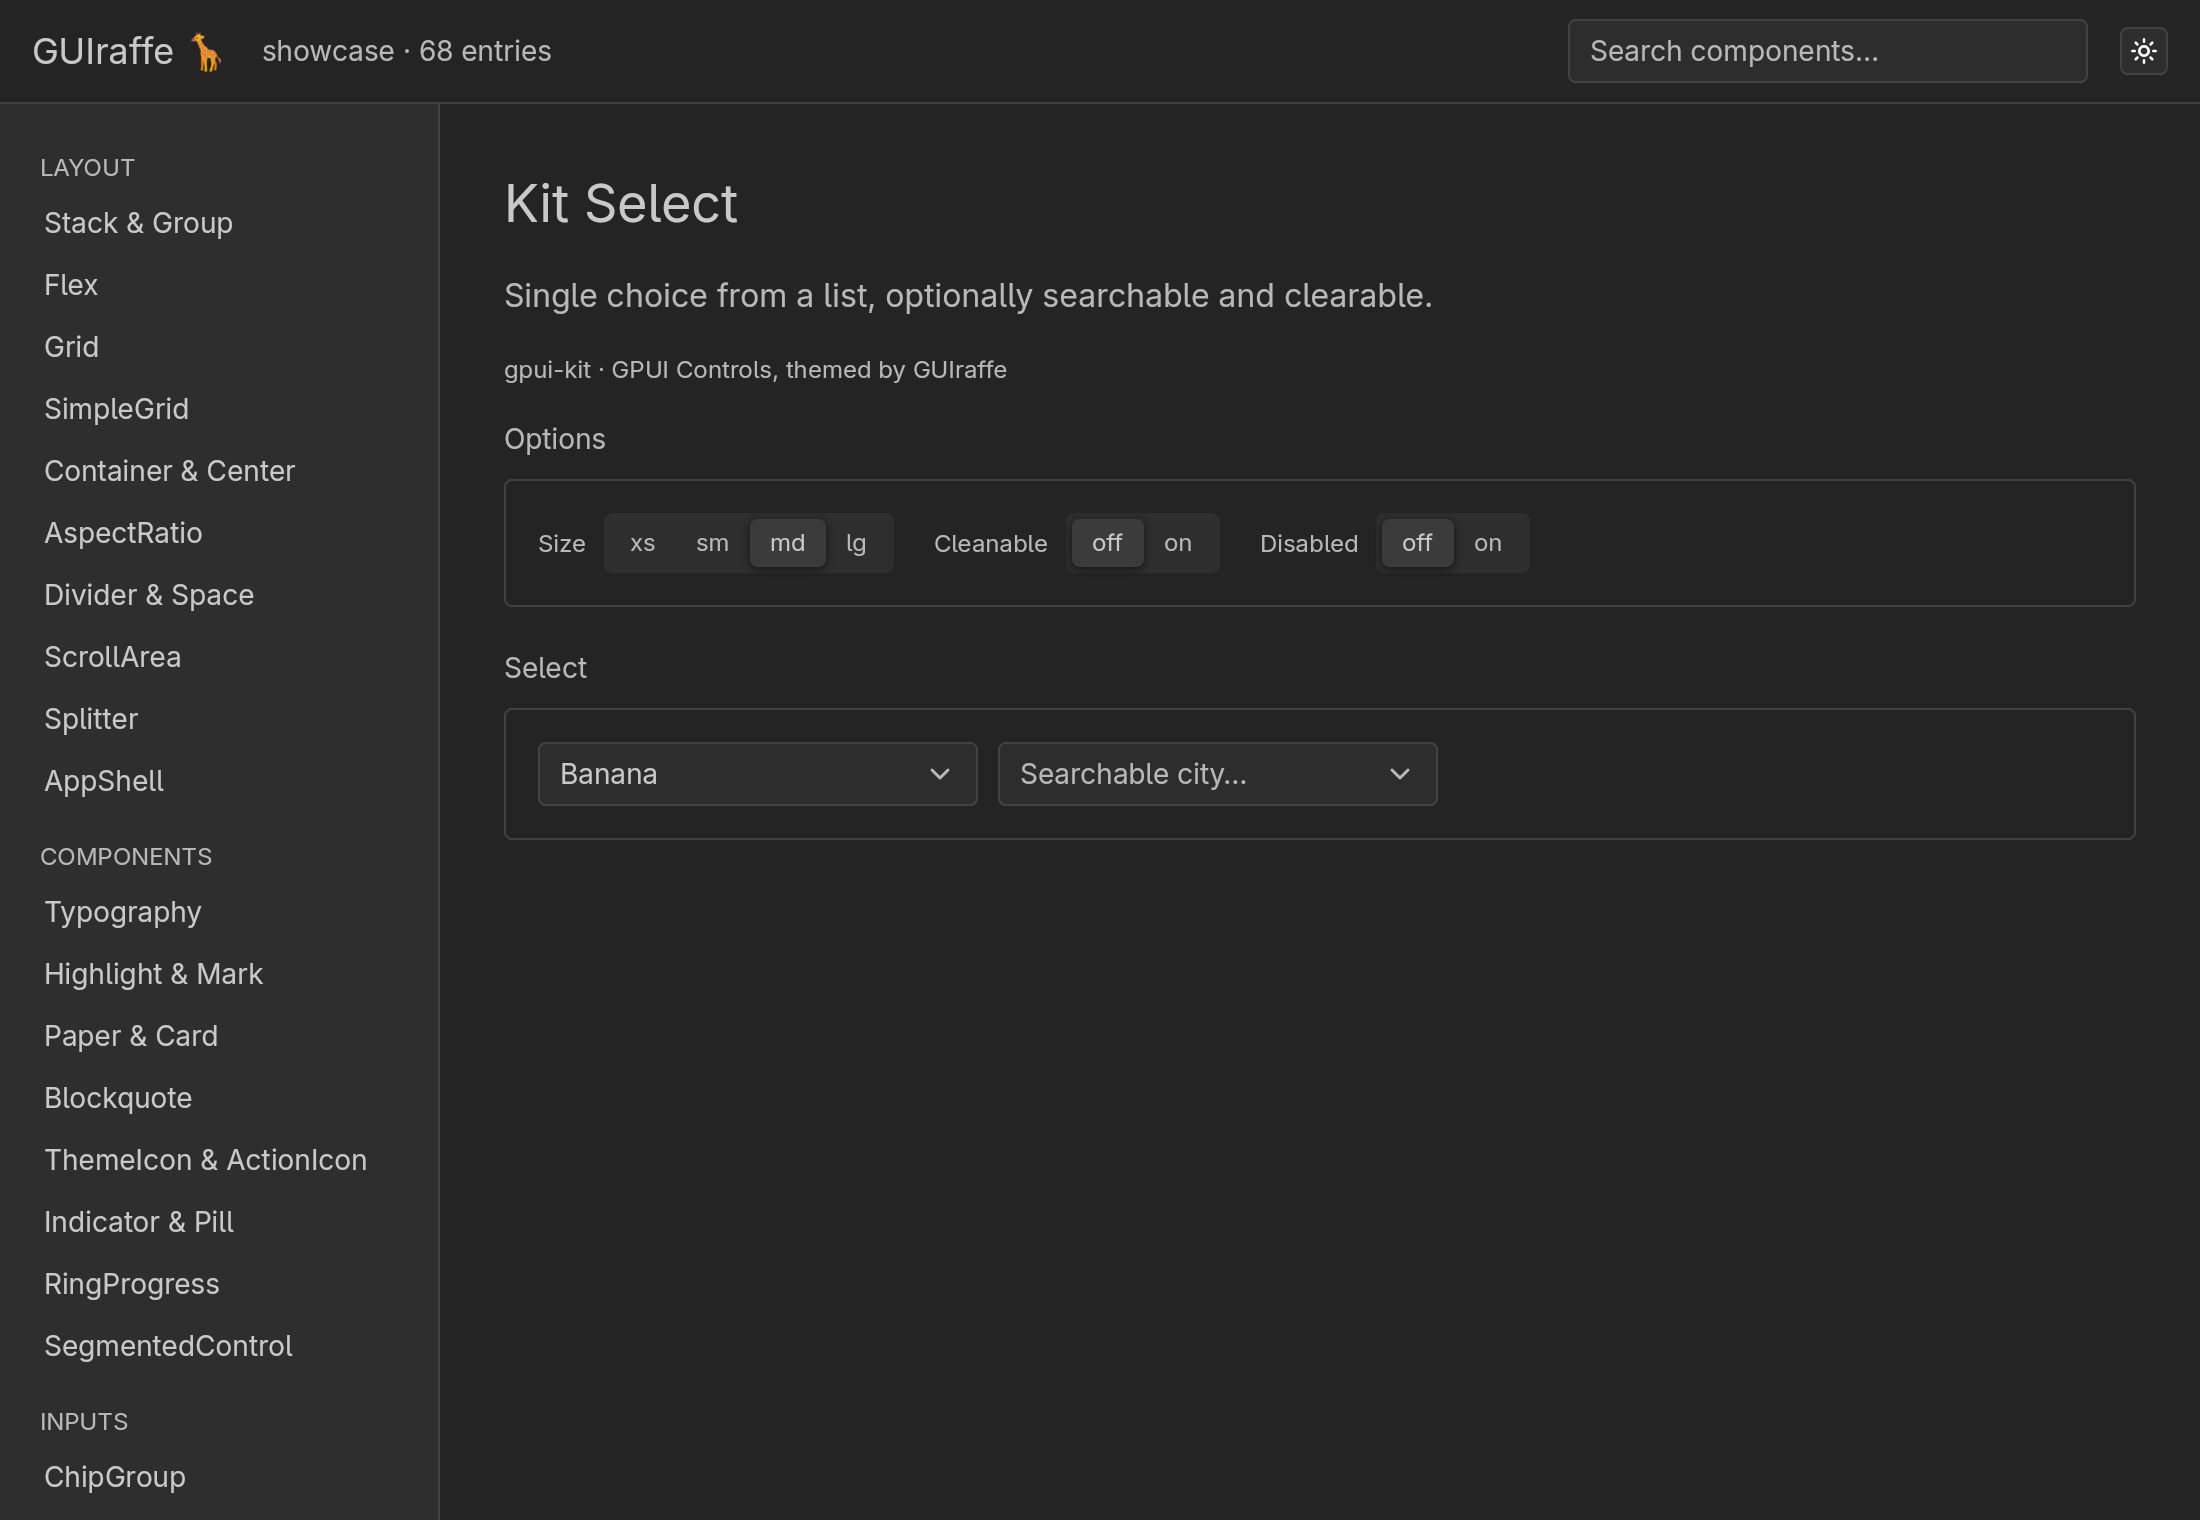 GUIraffe 🦒 showcase · 68 entries Search components...
LAYOUT
Stack & Group
Flex
Grid
SimpleGrid
Container & Center
AspectRatio
Divider & Space
ScrollArea
Splitter
AppShell
COMPONENTS
Typography
Highlight & Mark
Paper & Card
Blockquote
ThemeIcon & ActionIcon
Indicator & Pill
RingProgress
SegmentedControl
INPUTS
ChipGroup
Kit Select
Single choice from a list, optionally searchable and clearable.
gpui-kit · GPUI Controls, themed by GUIraffe
Options
Size xs sm md lg Cleanable off on Disabled off on
Select
Banana Searchable city...